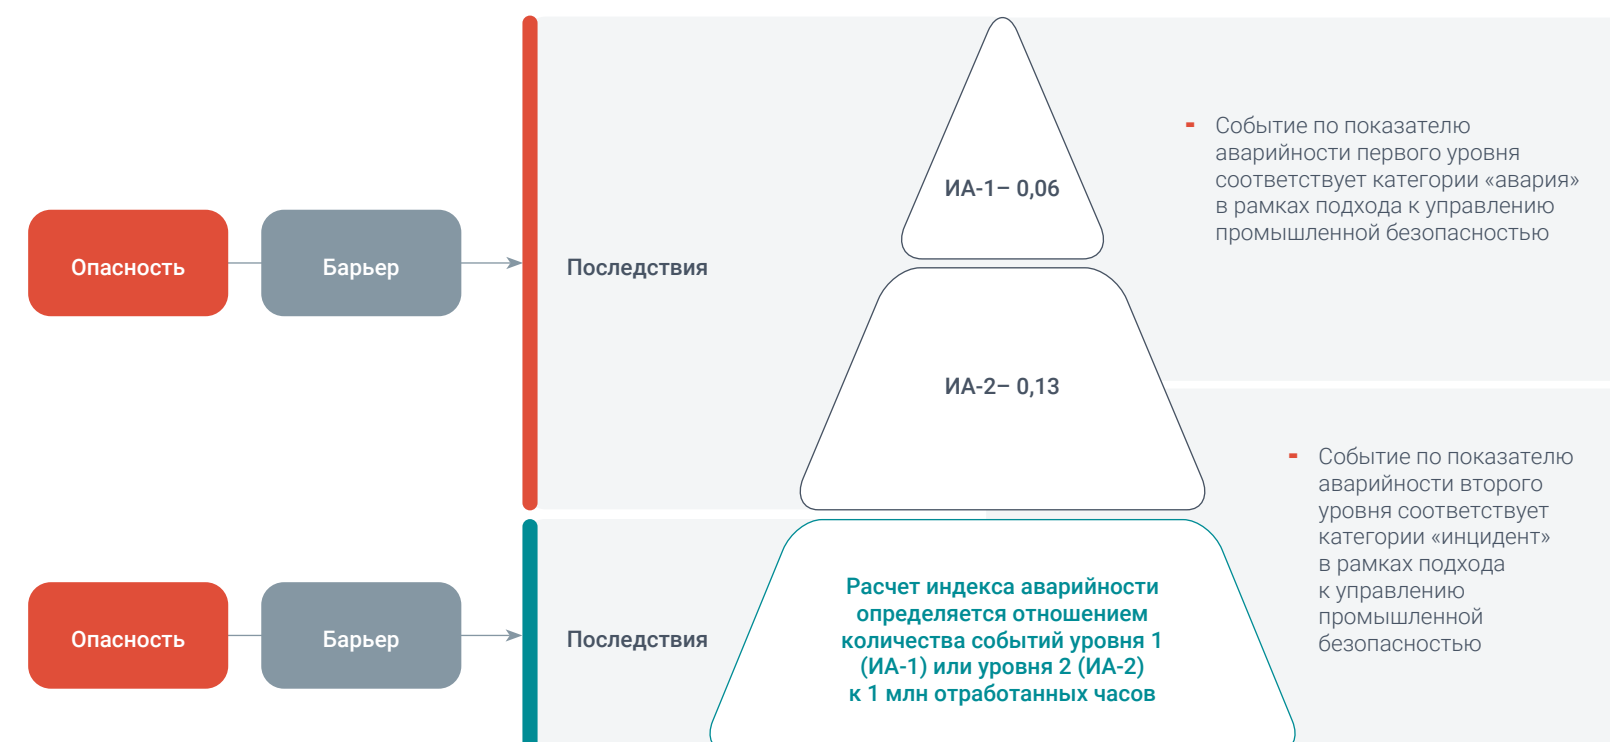 ИА-1– 0,06
- Событие по показателю
аварийности первого уровня
соответствует категории «авария»
в рамках подхода к управлению
промышленной безопасностью
Опасность
Барьер
Последствия
ИА-2– 0,13
- Событие по показателю
аварийности второго
уровня соответствует
категории «инцидент»
в рамках подхода
к управлению
промышленной
безопасностью
Опасность
Барьер
Последствия
Расчет индекса аварийности
определяется отношением
количества событий уровня 1
(ИА-1) или уровня 2 (ИА-2)
к 1 млн отработанных часов